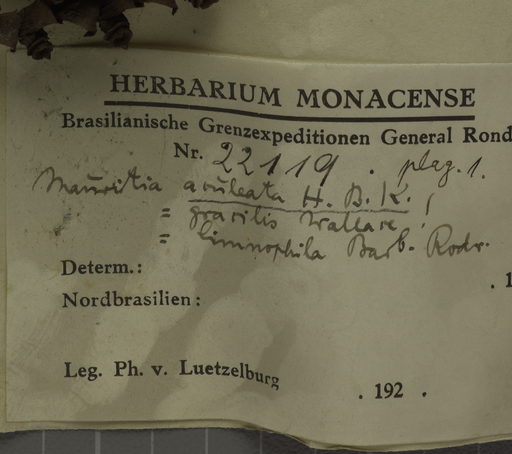 HERBARIUM MONACENSE
Brasilianische Grenzexpeditionen General Rond
Nr. 22119. plag. 1.
Mauritia aculeata H. B. K. !
= gracilis Wallace !
= limnophila Barb. Rodr.
Determ.:
. 1
Nordbrasilien:
Leg. Ph. v. Luetzelburg
. 192 .